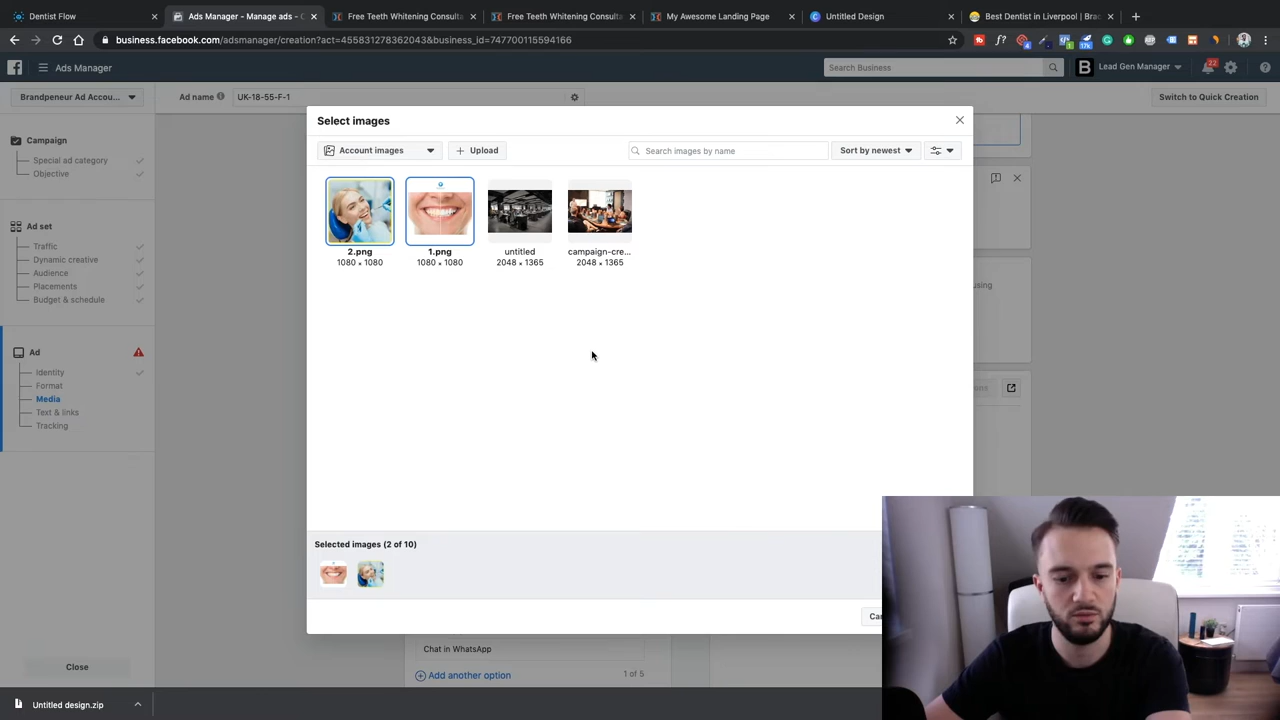 Dentist Flow
Ads Manager - Manage ads - C
Free Teeth Whitening Consulta
Free Teeth Whitening Consulta
My Awesome Landing Page
Untitled Design
Best Dentist in Liverpool | Brac
business.facebook.com/adsmanager/creation?act=455831278362043&business_id=747700115594166
Ads Manager
Search Business
B Lead Gen Manager
22
Brandpeneur Ad Accou...
Ad name
UK-18-55-F-1
Switch to Quick Creation
Campaign
Special ad category
Objective
Ad set
Traffic
Dynamic creative
Audience
Placements
Budget & schedule
Ad
Identity
Format
Media
Text & links
Tracking
Close
Select images
Account images
Upload
Search images by name
Sort by newest
2.png
1080 × 1080
1.png
1080 × 1080
untitled
2048 × 1365
campaign-cre...
2048 × 1365
using
Selected images (2 of 10)
Chat in WhatsApp
Add another option
1 of 5
Untitled design.zip